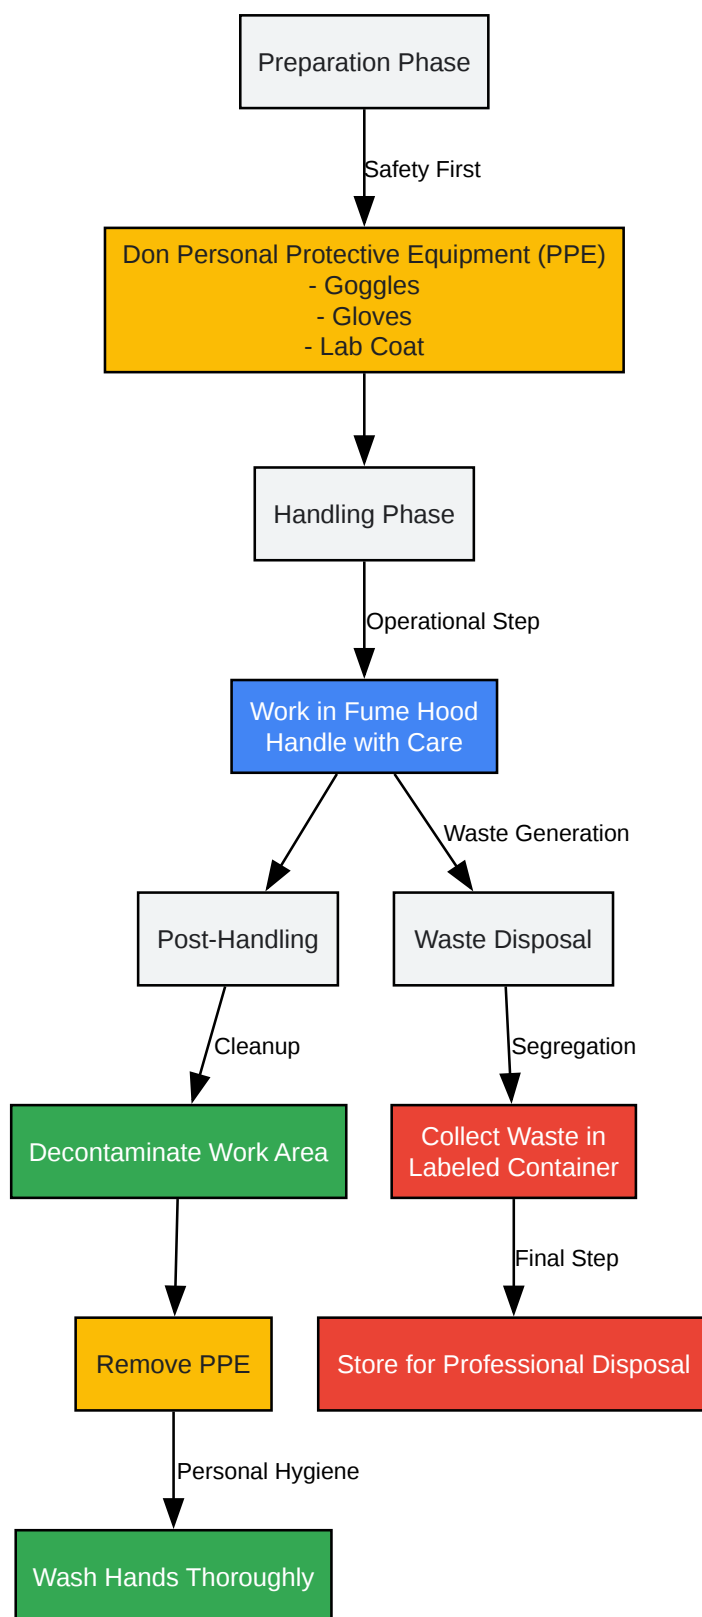 Preparation Phase
Safety First
Don Personal Protective Equipment (PPE)
- Goggles
- Gloves
- Lab Coat
Handling Phase
Operational Step
Work in Fume Hood
Handle with Care
Waste Generation
Post-Handling
Waste Disposal
Cleanup
Segregation
Decontaminate Work Area
Collect Waste in
Labeled Container
Final Step
Remove PPE
Store for Professional Disposal
Personal Hygiene
Wash Hands Thoroughly